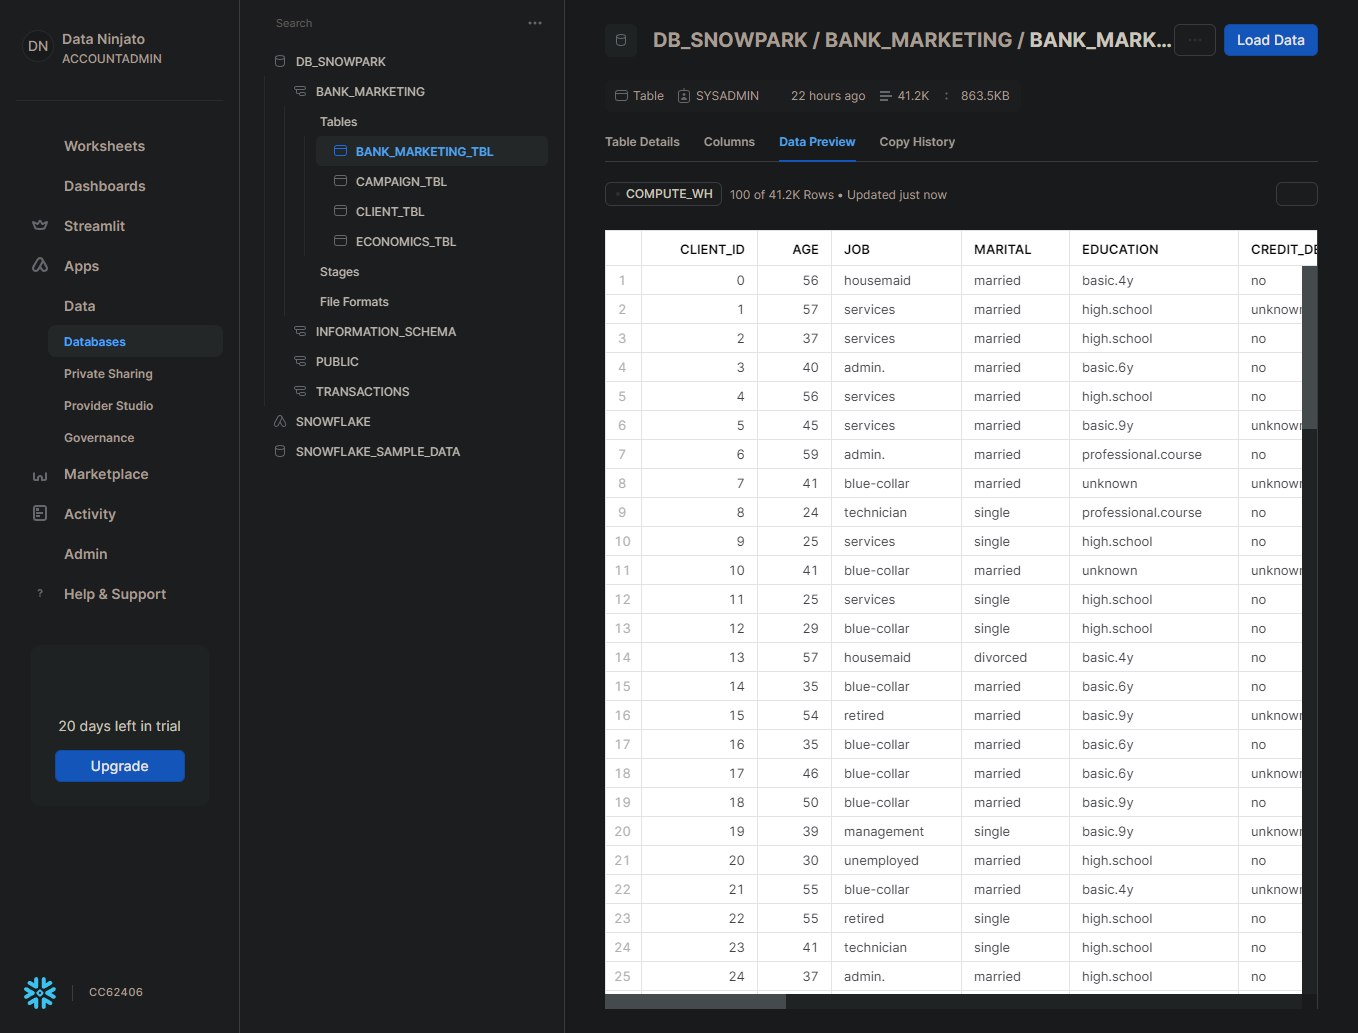 DN
Data Ninjato
ACCOUNTADMIN
Worksheets
Dashboards
Streamlit
Apps
Data
Databases
Private Sharing
Provider Studio
Governance
Marketplace
Activity
Admin
? Help & Support
20 days left in trial
Upgrade
CC62406
Search
DB_SNOWPARK
BANK_MARKETING
Tables
BANK_MARKETING_TBL
CAMPAIGN_TBL
CLIENT_TBL
ECONOMICS_TBL
Stages
File Formats
INFORMATION_SCHEMA
PUBLIC
TRANSACTIONS
SNOWFLAKE
SNOWFLAKE_SAMPLE_DATA
DB_SNOWPARK / BANK_MARKETING / BANK_MARK...
Load Data
Table SYSADMIN 22 hours ago 41.2K : 863.5KB
Table Details Columns Data Preview Copy History
COMPUTE_WH 100 of 41.2K Rows • Updated just now
CLIENT_ID AGE JOB MARITAL EDUCATION CREDIT_DE
1 0 56 housemaid married basic.4y no
2 1 57 services married high.school unknown
3 2 37 services married high.school no
4 3 40 admin. married basic.6y no
5 4 56 services married high.school no
6 5 45 services married basic.9y unknown
7 6 59 admin. married professional.course no
8 7 41 blue-collar married unknown unknown
9 8 24 technician single professional.course no
10 9 25 services single high.school no
11 10 41 blue-collar married unknown unknown
12 11 25 services single high.school no
13 12 29 blue-collar single high.school no
14 13 57 housemaid divorced basic.4y no
15 14 35 blue-collar married basic.6y no
16 15 54 retired married basic.9y unknown
17 16 35 blue-collar married basic.6y no
18 17 46 blue-collar married basic.6y unknown
19 18 50 blue-collar married basic.9y no
20 19 39 management single basic.9y unknown
21 20 30 unemployed married high.school no
22 21 55 blue-collar married basic.4y unknown
23 22 55 retired single high.school no
24 23 41 technician single high.school no
25 24 37 admin. married high.school no